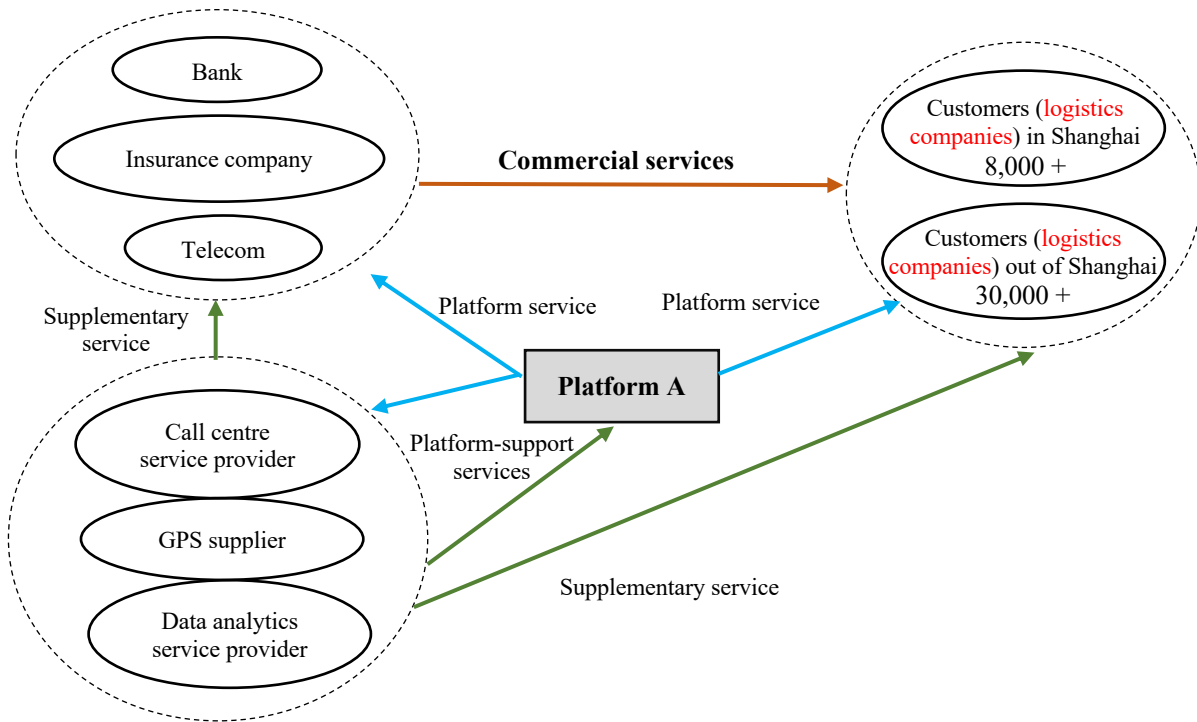 Bank
Insurance company
Telecom
Commercial services
Customers (logistics
companies) in Shanghai
8,000 +
Customers (logistics
companies) out of Shanghai
30,000 +
Supplementary
service
Platform service
Platform service
Platform A
Call centre
service provider
GPS supplier
Data analytics
service provider
Platform-support
services
Supplementary service